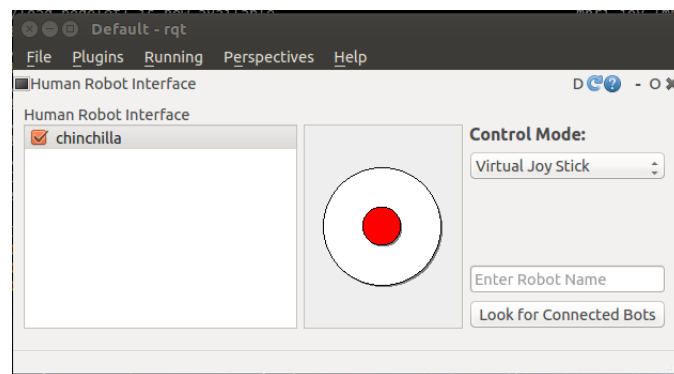 Default - rqt
File Plugins Running Perspectives Help
Human Robot Interface D - O
Human Robot Interface
chinchilla
Control Mode:
Virtual Joy Stick
Enter Robot Name
Look for Connected Bots